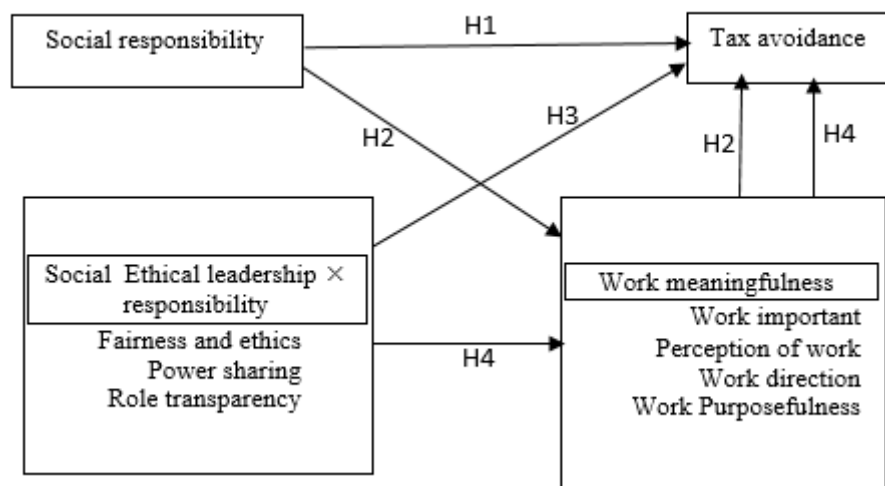 Social responsibility
H1
Tax avoidance
H3
H2
H2
H4
Social Ethical leadership ×
responsibility
Fairness and ethics
Power sharing
Role transparency
H4
Work meaningfulness
Work important
Perception of work
Work direction
Work Purposefulness